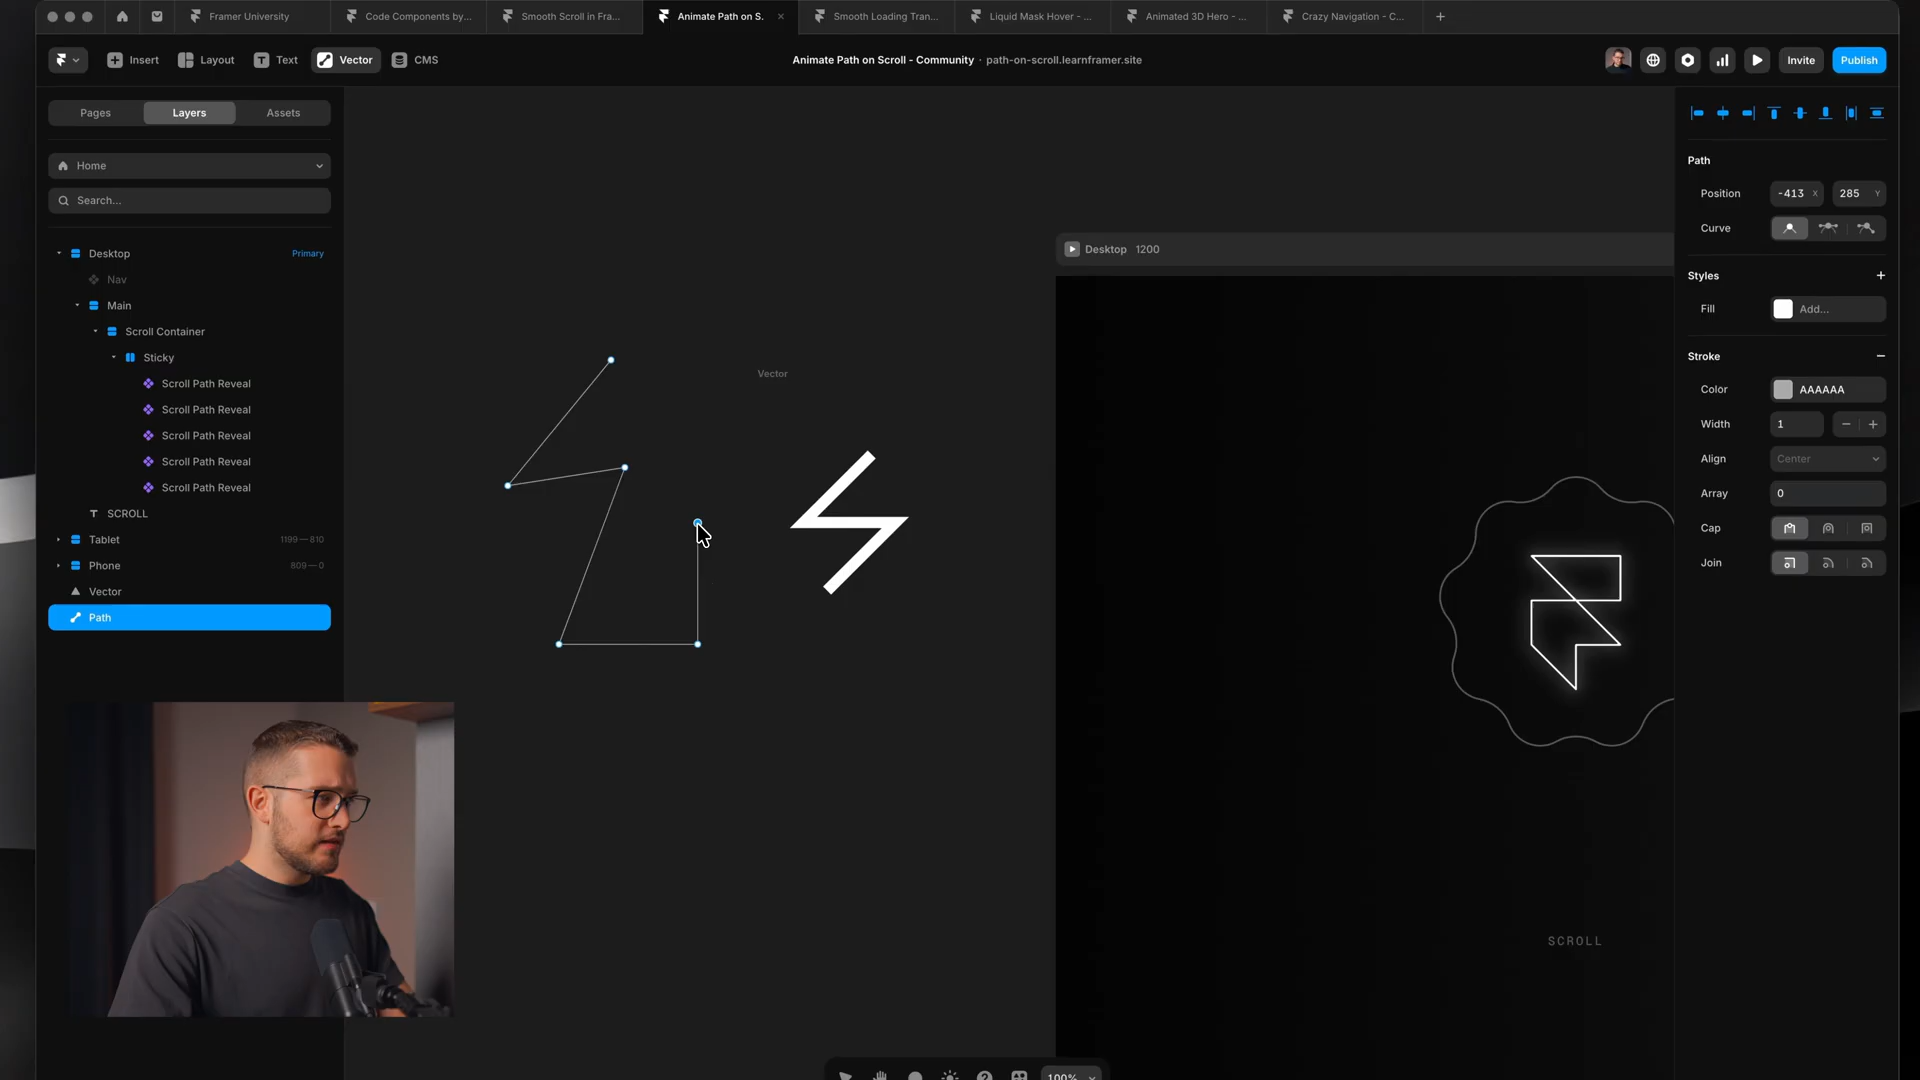 Framer University
Code Components by...
Smooth Scroll in Fra...
Animate Path on S.
Smooth Loading Tran...
Liquid Mask Hover - ...
Animated 3D Hero - ...
Crazy Navigation - C...
Insert
Layout
Text
Vector
CMS
Animate Path on Scroll - Community · path-on-scroll.learnframer.site
Invite
Publish
Pages
Layers
Assets
Home
Search...
Desktop
Primary
Nav
Main
Scroll Container
Sticky
Scroll Path Reveal
Scroll Path Reveal
Scroll Path Reveal
Scroll Path Reveal
Scroll Path Reveal
SCROLL
Tablet
1199—810
Phone
809—0
Vector
Path
Vector
Desktop 1200
SCROLL
100%
Path
Position
-413 X
285 Y
Curve
Styles
Fill
Add...
Stroke
Color
AAAAAA
Width
1
Align
Center
Array
0
Cap
Join